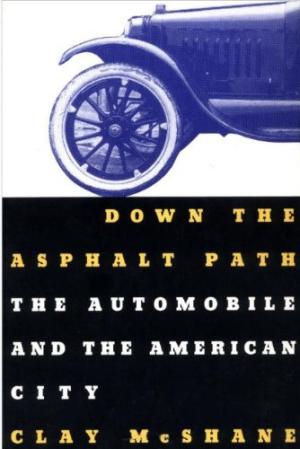 DOWN THE
ASPHALT PATH
THE AUTOMOBILE
AND THE AMERICAN
CITY
CLAY McSHANE